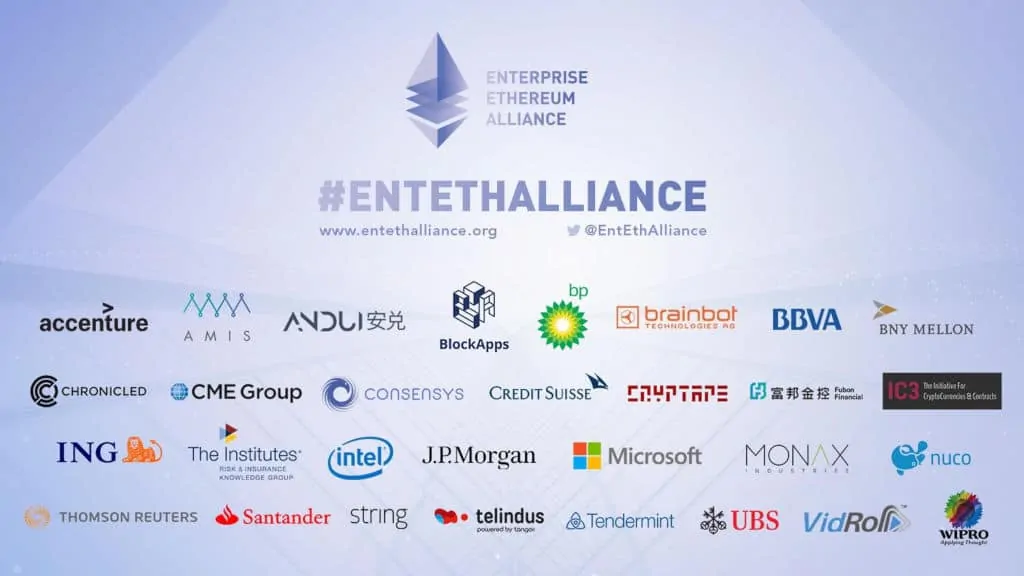 ENTERPRISE
ETHEREUM
ALLIANCE
#ENTETHALLIANCE
www.entethalliance.org @EntEthAlliance
accenture
AMIS
ANDUI 安兑
BlockApps
bp
brainbot
TECHNOLOGIES AG
BBVA
BNY MELLON
CHRONICLED
CME Group
CONSENSYS
CREDIT SUISSE
CRYPTAPE
富邦金控 Fubon
Financial
IC3 The Initiative For
CryptoCurrencies & Contracts
ING
The Institutes
RISK & INSURANCE
KNOWLEDGE GROUP
intel
J.P.Morgan
Microsoft
MONAX
INDUSTRIES
nuco
THOMSON REUTERS
Santander
string
telindus
powered by tango
Tendermint
UBS
VidRoll
WIPRO
Applying Thought